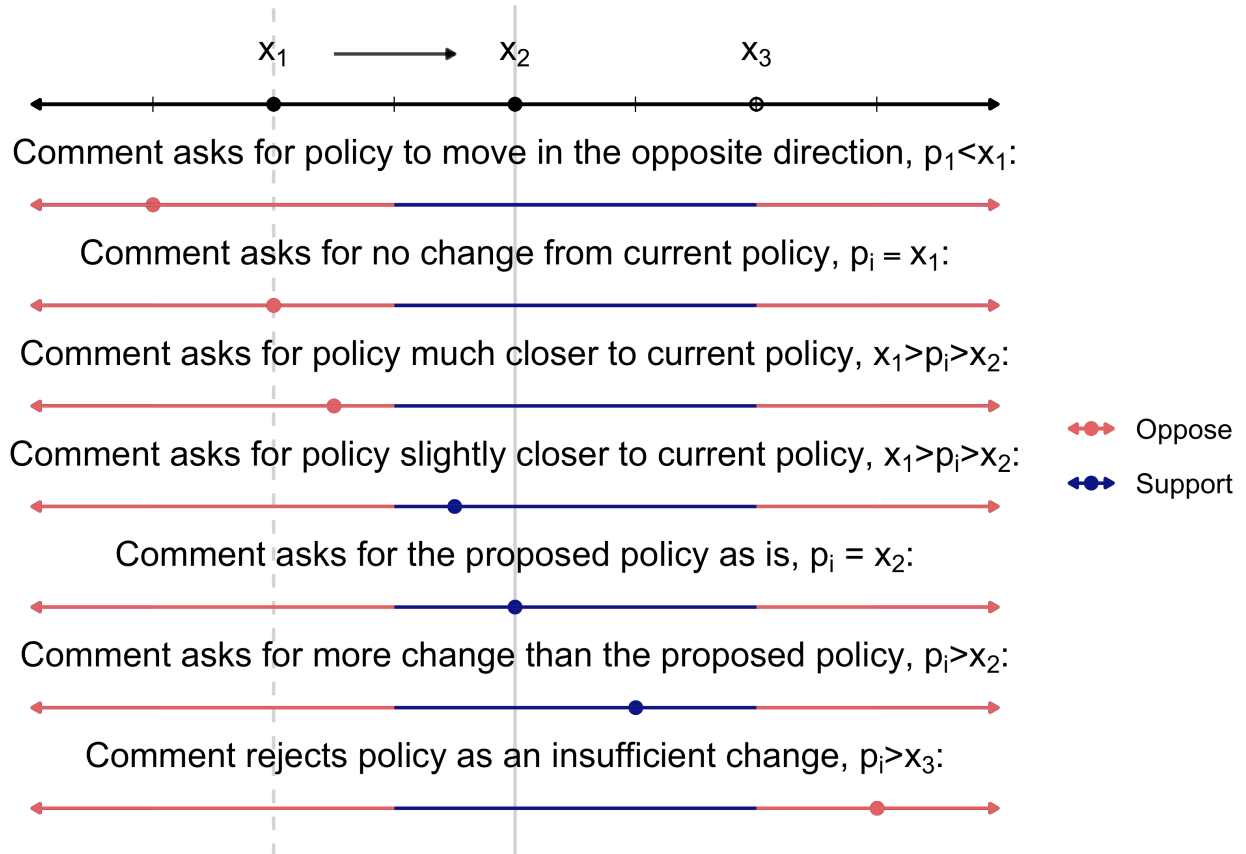 x₁ x₂ x₃
Comment asks for policy to move in the opposite direction, p₁<x₁:
Comment asks for no change from current policy, pᵢ = x₁:
Comment asks for policy much closer to current policy, x₁>pᵢ>x₂:
Comment asks for policy slightly closer to current policy, x₁>pᵢ>x₂:
Comment asks for the proposed policy as is, pᵢ = x₂:
Comment asks for more change than the proposed policy, pᵢ>x₂:
Comment rejects policy as an insufficient change, pᵢ>x₃:
Oppose
Support